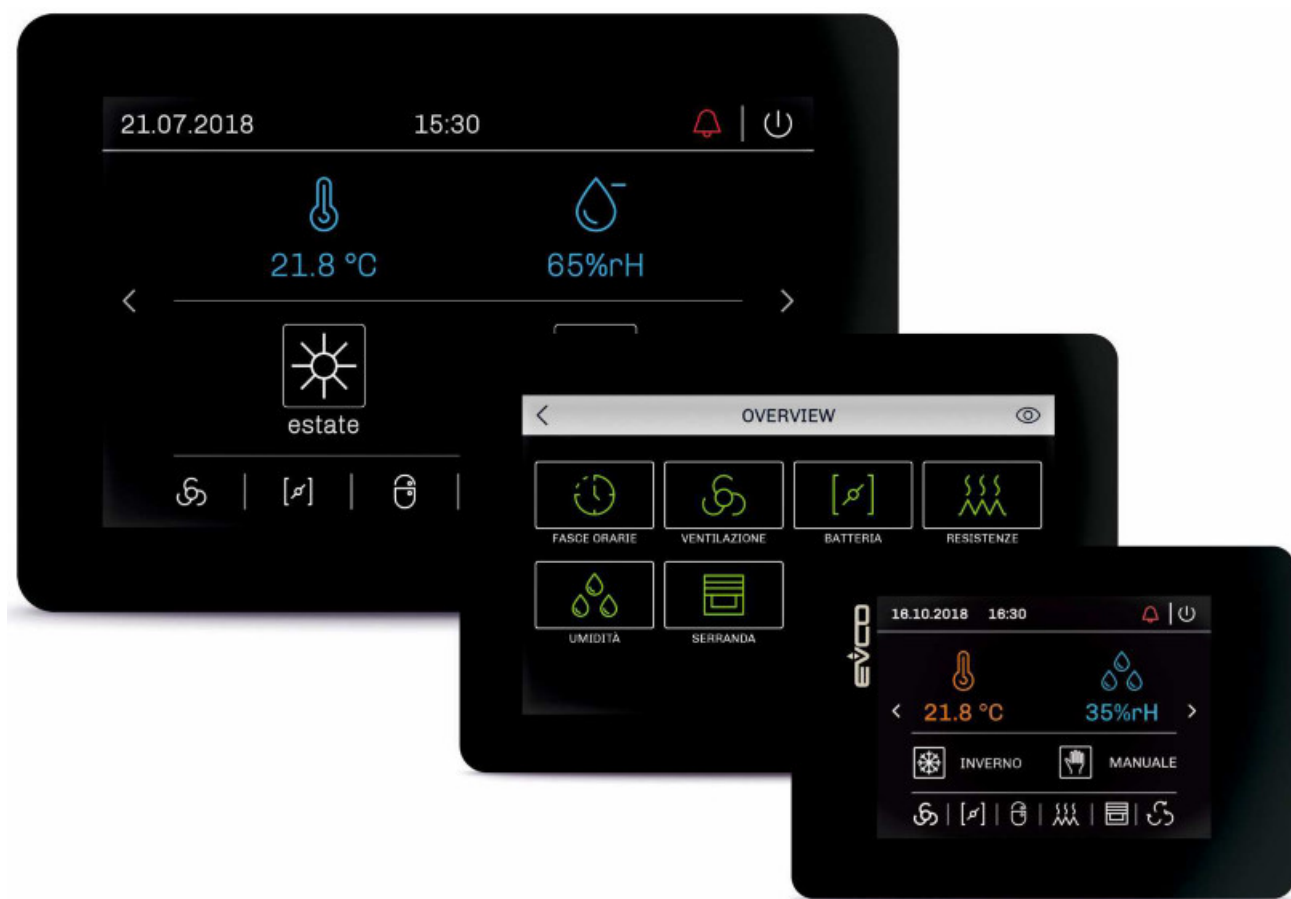 21.07.2018 15:30
21.8 °C 65%rH
estate
OVERVIEW
FASCE ORARIE VENTILAZIONE BATTERIA RESISTENZE
UMIDITÀ SERRANDA
EVCO
16.10.2018 16:30
21.8 °C 35%rH
INVERNO MANUALE